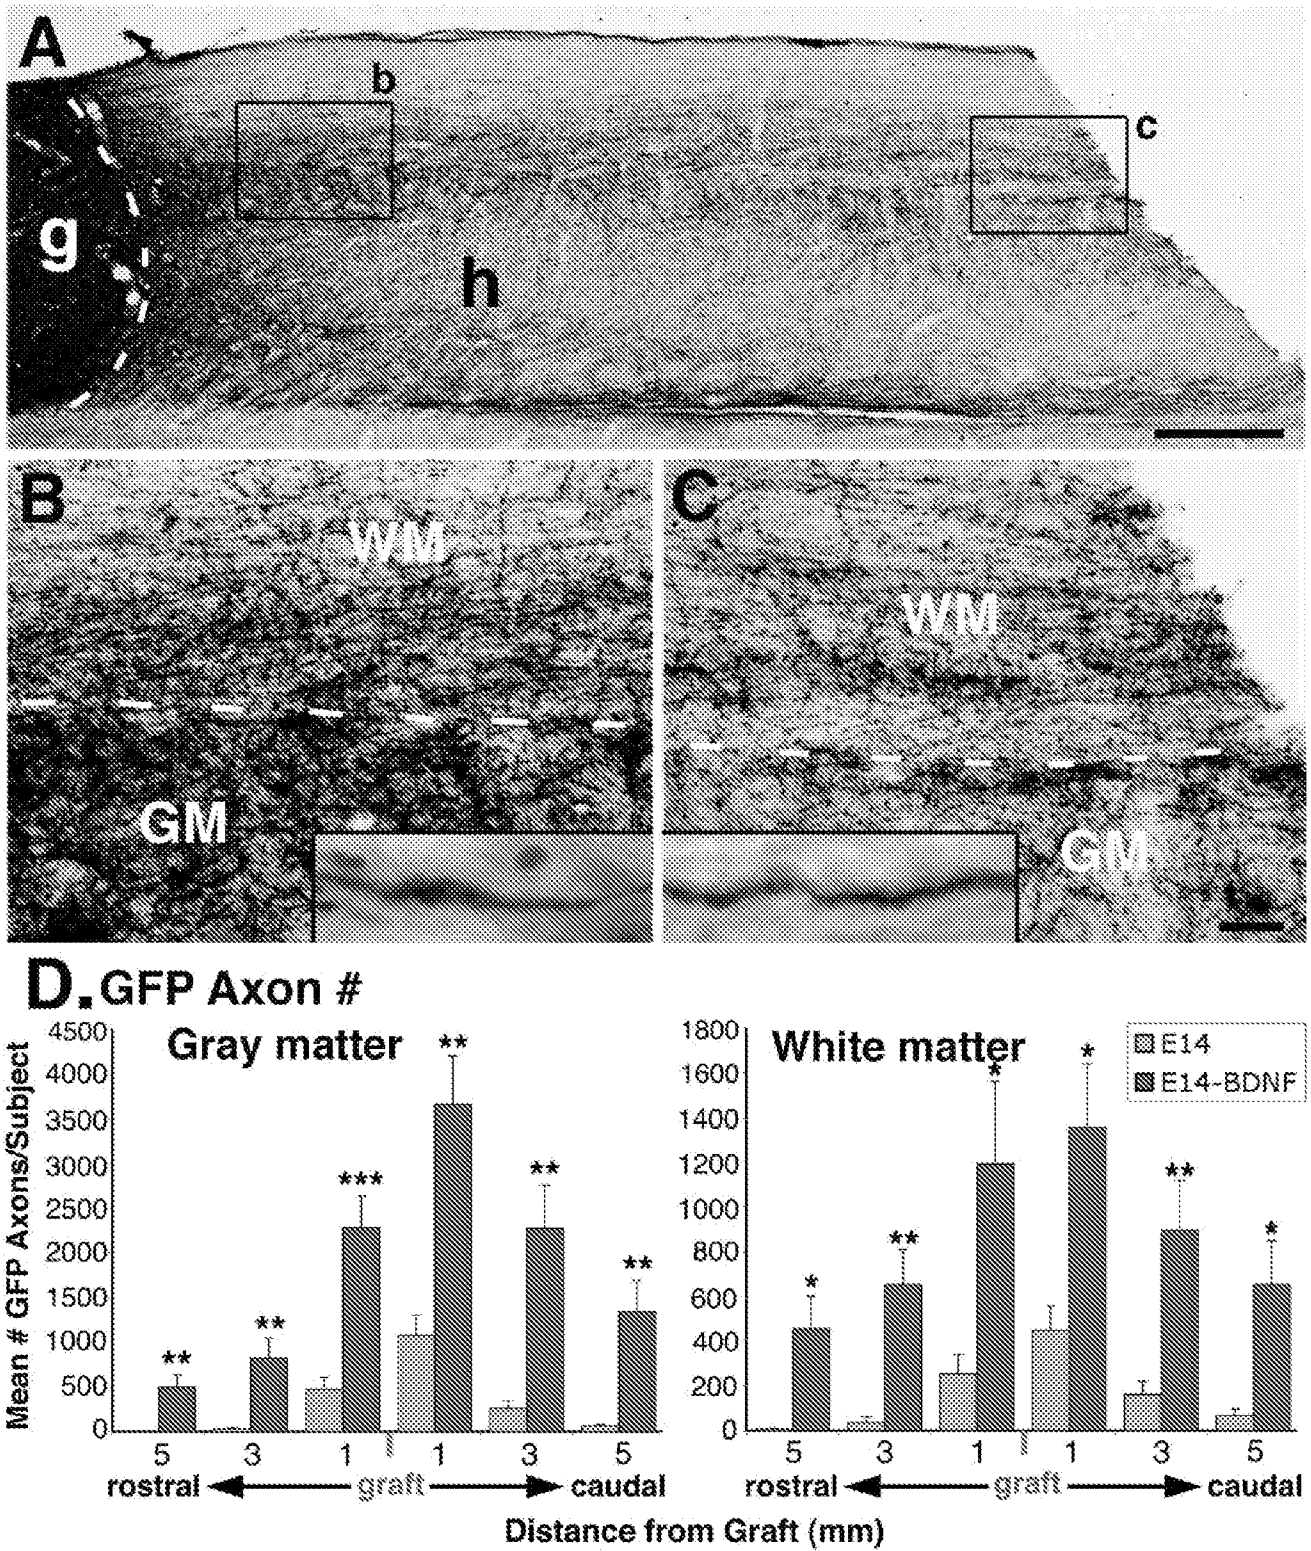 A
b
c
g
h
B
WM
GM
C
WM
GM
D. GFP Axon #
Gray matter
Mean # GFP Axons/Subject
4500
4000
3500
3000
2500
2000
1500
1000
500
0
** ** *** ** ** **
5 3 1 1 3 5
rostral graft caudal
White matter
E14
E14-BDNF
1800
1600
1400
1200
1000
800
600
400
200
0
* ** * * ** *
5 3 1 1 3 5
rostral graft caudal
Distance from Graft (mm)